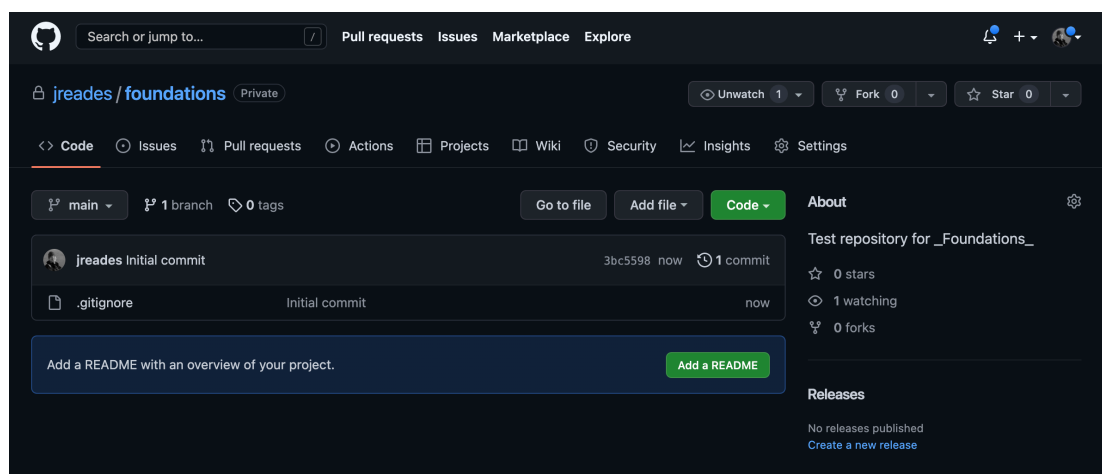 Search or jump to... /
Pull requests Issues Marketplace Explore
jreades / foundations Private
Unwatch 1 Fork 0 Star 0
Code Issues Pull requests Actions Projects Wiki Security Insights Settings
main 1 branch 0 tags Go to file Add file Code
jreades Initial commit 3bc5598 now 1 commit
.gitignore Initial commit now
Add a README with an overview of your project. Add a README
About
Test repository for _Foundations_
0 stars
1 watching
0 forks
Releases
No releases published
Create a new release